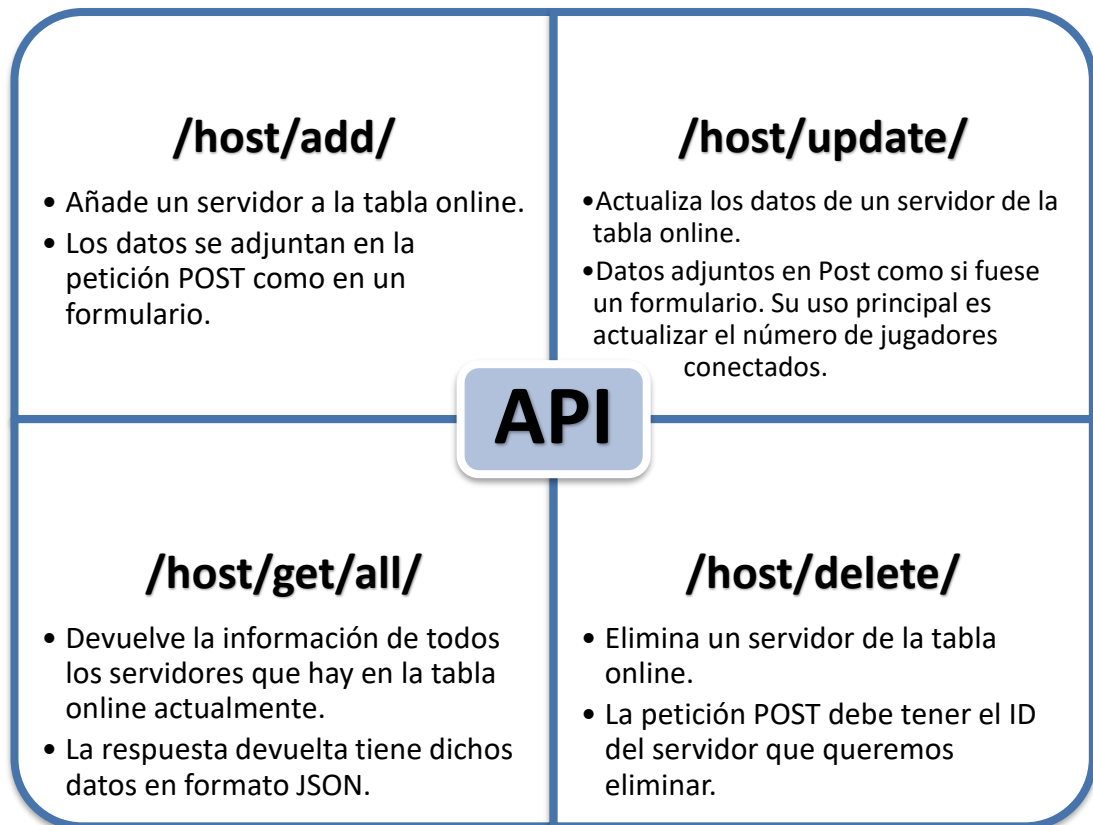 /host/add/
• Añade un servidor a la tabla online.
• Los datos se adjuntan en la
petición POST como en un
formulario.
/host/update/
•Actualiza los datos de un servidor de la
tabla online.
•Datos adjuntos en Post como si fuese
un formulario. Su uso principal es
actualizar el número de jugadores
conectados.
API
/host/get/all/
• Devuelve la información de todos
los servidores que hay en la tabla
online actualmente.
• La respuesta devuelta tiene dichos
datos en formato JSON.
/host/delete/
• Elimina un servidor de la tabla
online.
• La petición POST debe tener el ID
del servidor que queremos
eliminar.